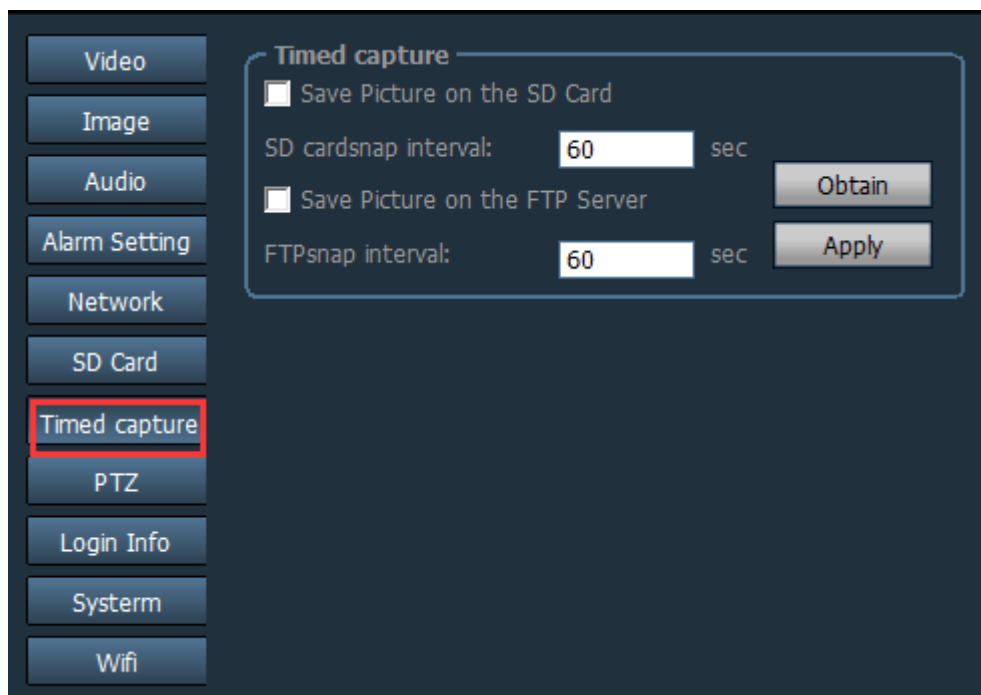 Video
Image
Audio
Alarm Setting
Network
SD Card
Timed capture
PTZ
Login Info
Systerm
Wifi
Timed capture
Save Picture on the SD Card
SD cardsnap interval: 60 sec
Save Picture on the FTP Server
FTPsnap interval: 60 sec
Obtain
Apply